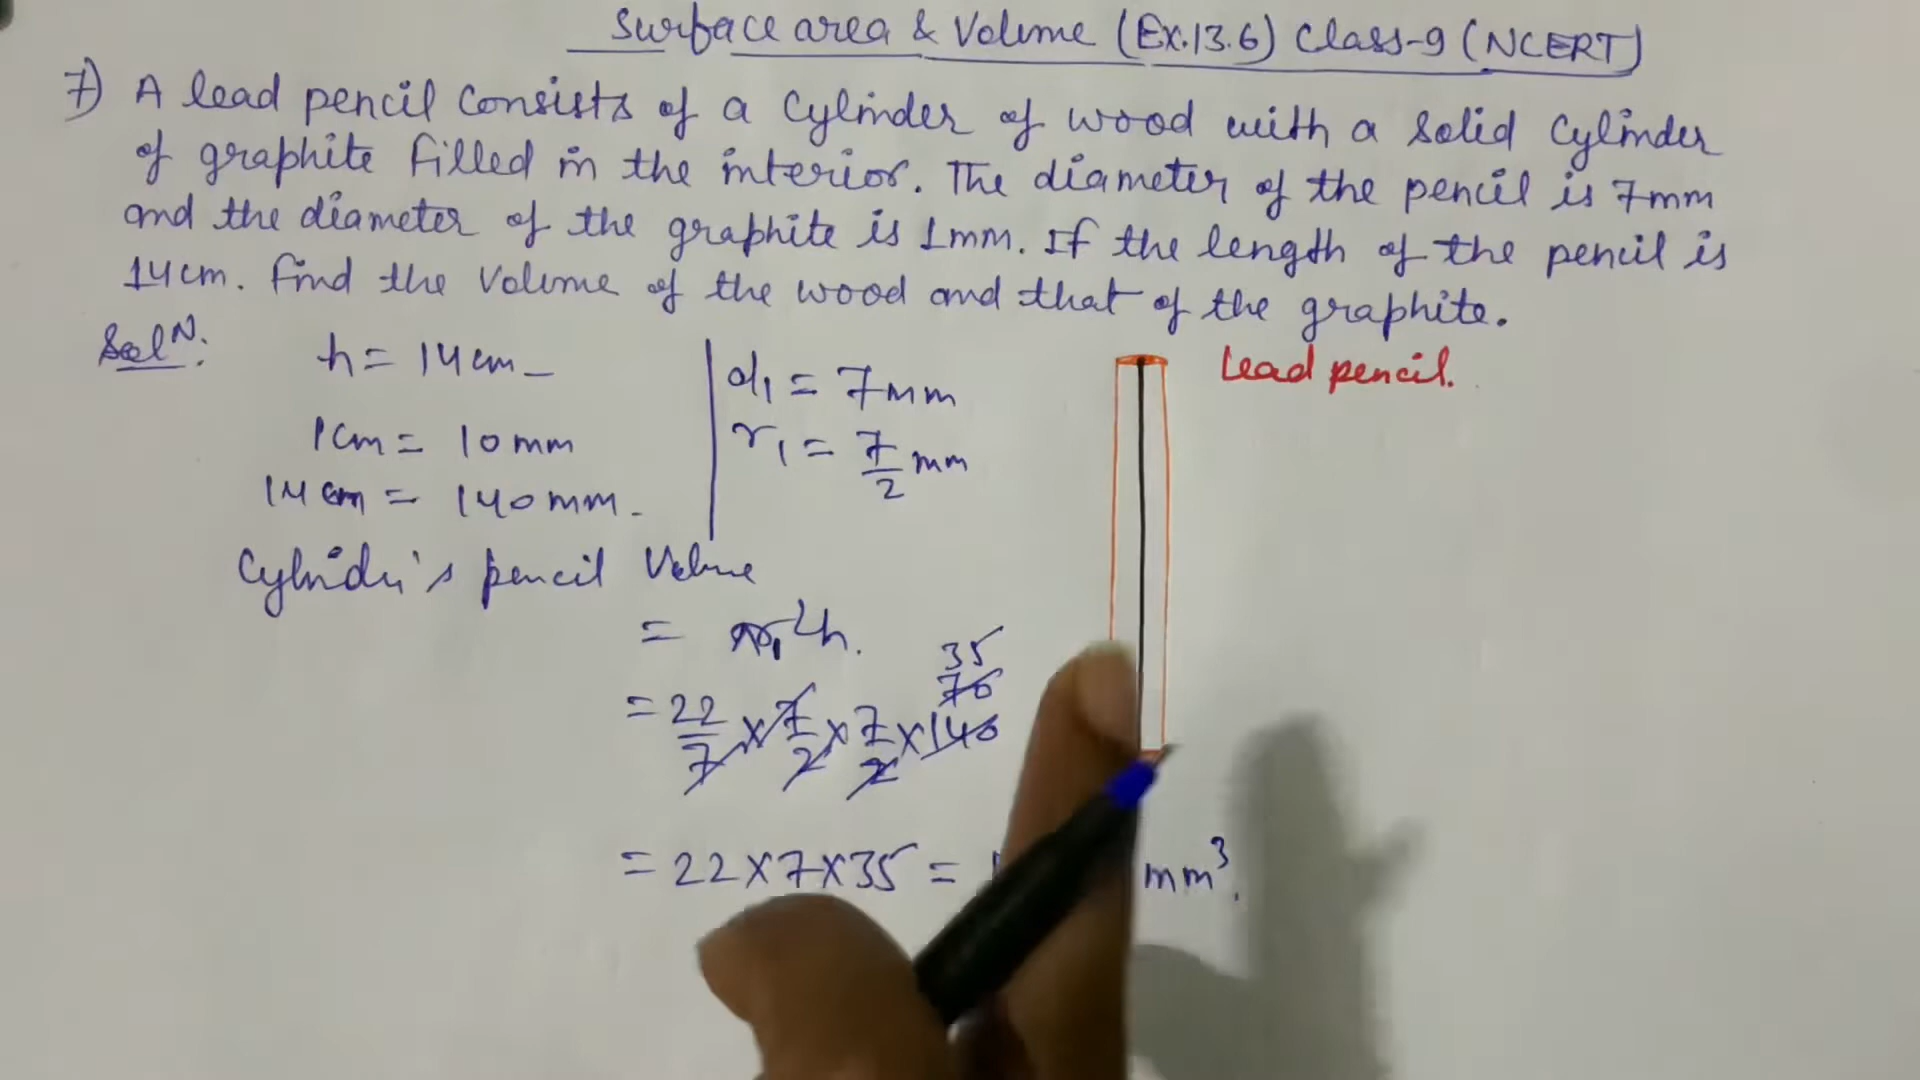 Surface area & Volume (Ex.13.6) Class-9 (NCERT)
7) A lead pencil consists of a cylinder of wood with a solid cylinder
of graphite filled in the interior. The diameter of the pencil is 7mm
and the diameter of the graphite is 1mm. If the length of the pencil is
14cm. find the volume of the wood and that of the graphite.
Solⁿ:
h = 14cm
1cm = 10mm
14cm = 140mm.
d₁ = 7mm
r₁ = 7/2 mm
Lead pencil.
Cylinder's pencil Volume
= πr₁²h.
= 22/7 × 7/2 × 7/2 × 140
70
35
= 22×7×35 = mm³.